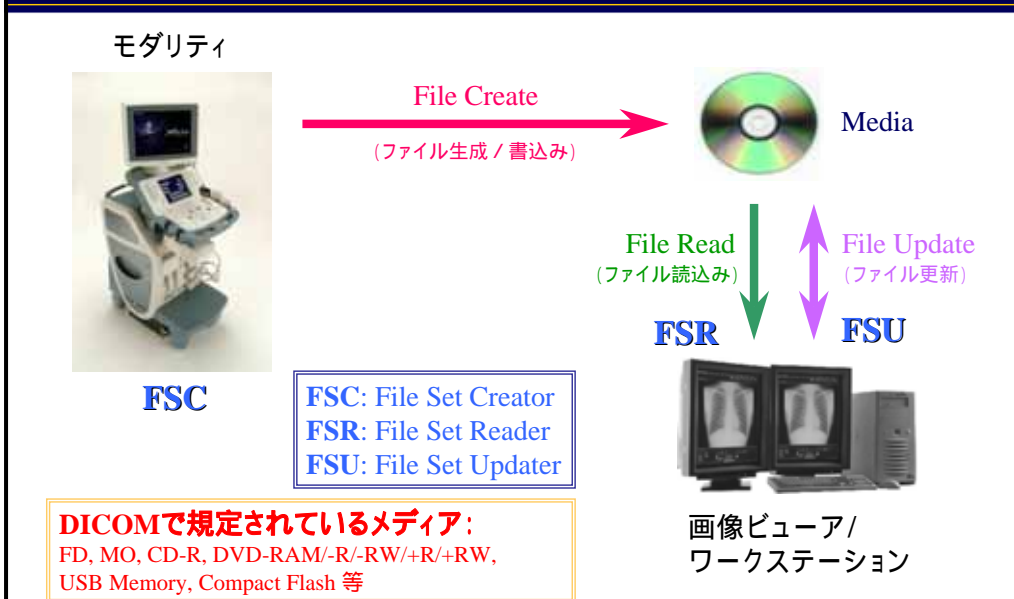 モダリティ
File Create
(ファイル生成 / 書込み)
Media
File Read
(ファイル読込み)
File Update
(ファイル更新)
FSR
FSU
FSC
FSC: File Set Creator
FSR: File Set Reader
FSU: File Set Updater
画像ビューア/
ワークステーション
DICOMで規定されているメディア:
FD, MO, CD-R, DVD-RAM/-R/-RW/+R/+RW,
USB Memory, Compact Flash 等